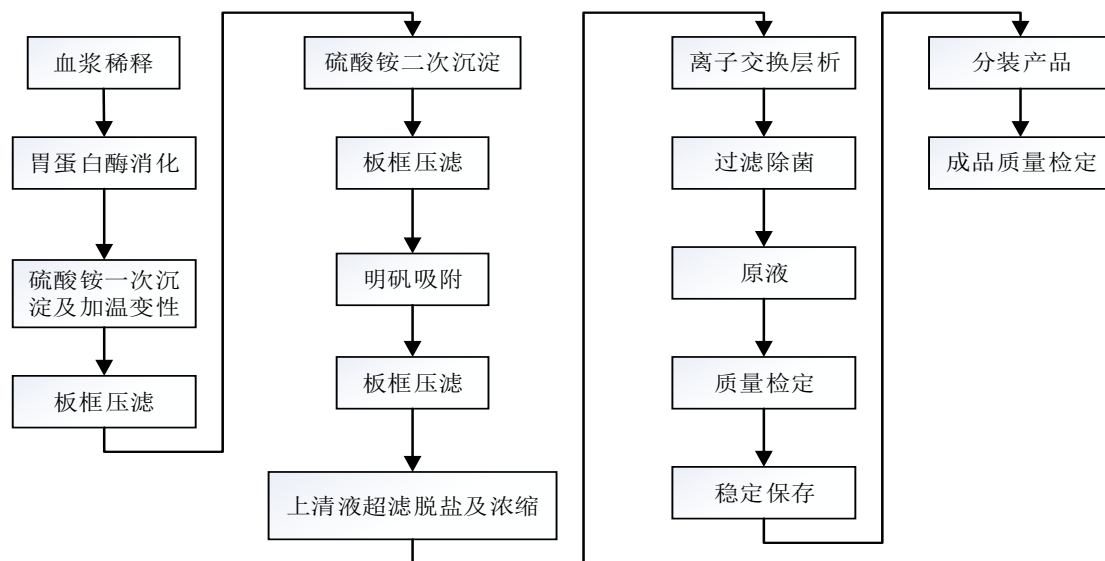 血浆稀释
胃蛋白酶消化
硫酸铵一次沉
淀及加温变性
板框压滤
硫酸铵二次沉淀
板框压滤
明矾吸附
板框压滤
上清液超滤脱盐及浓缩
离子交换层析
过滤除菌
原液
质量检定
稳定保存
分装产品
成品质量检定